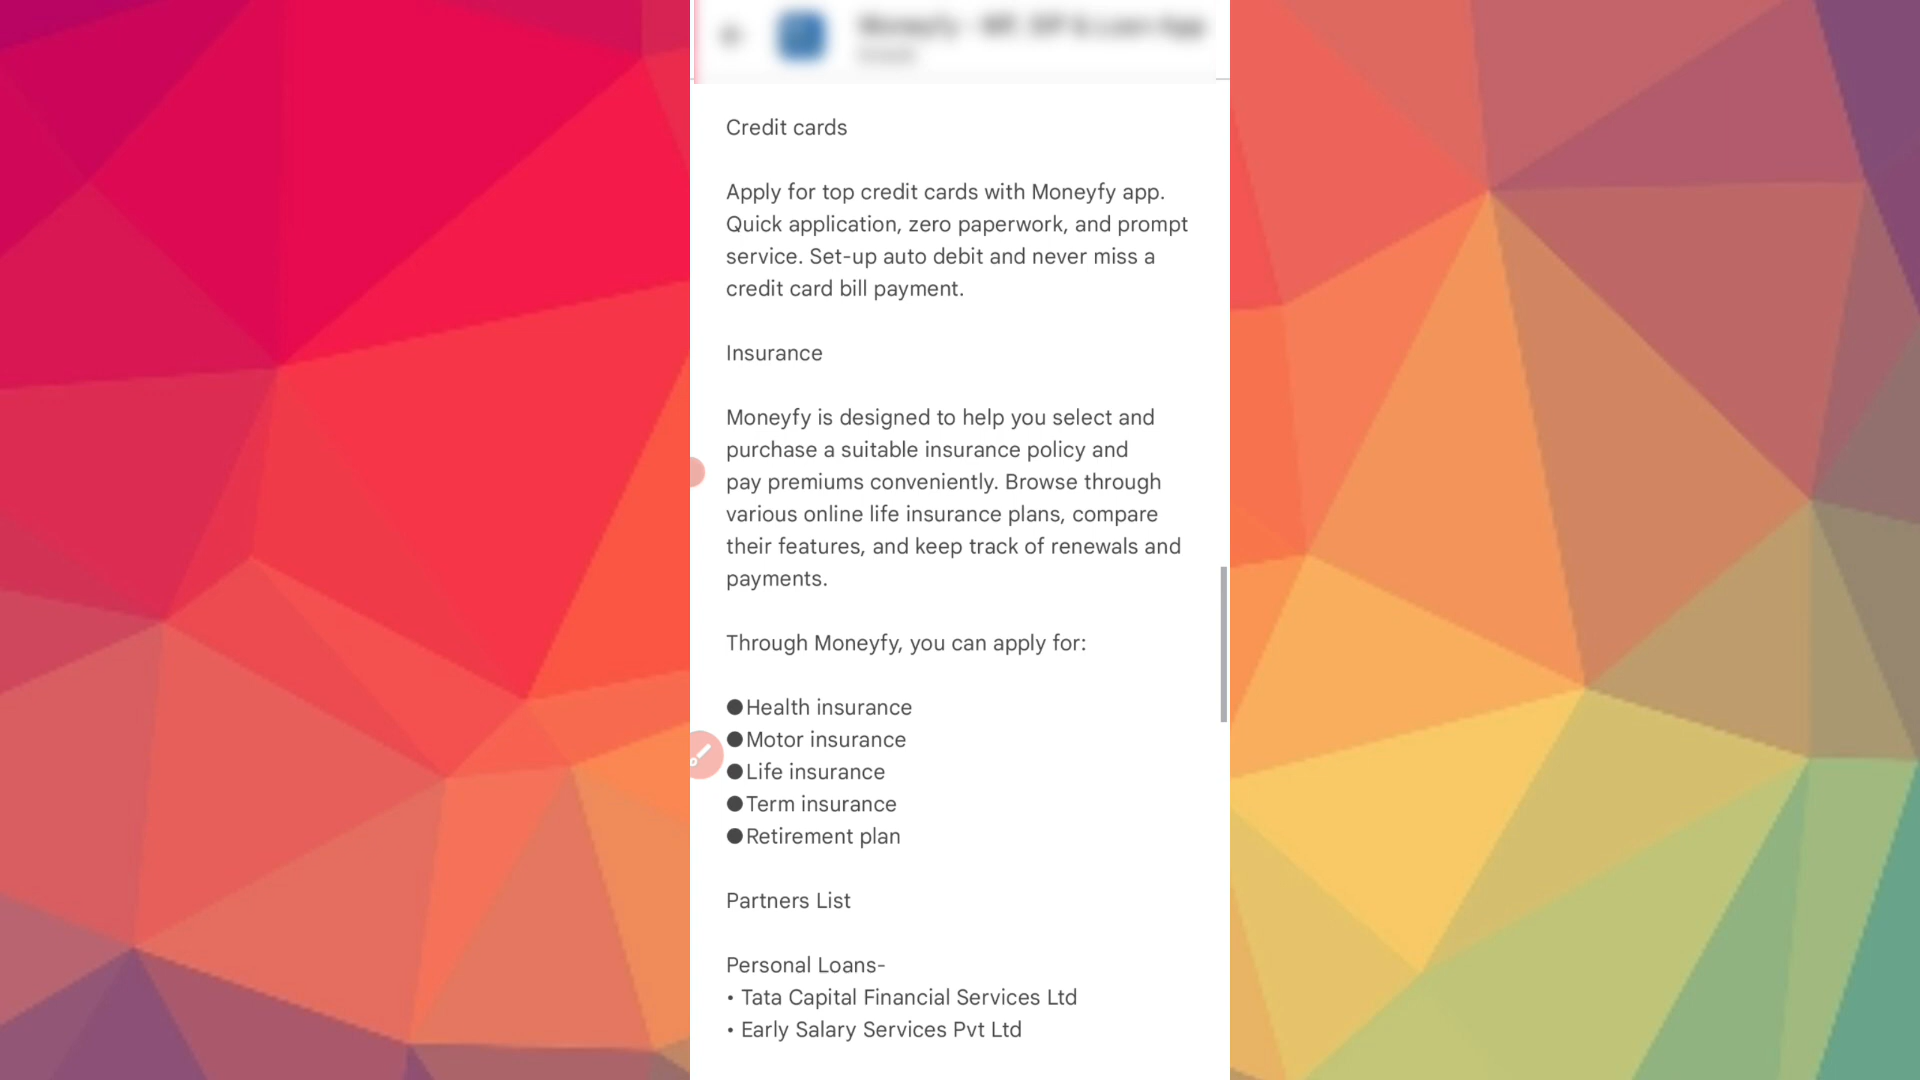 Credit cards
Apply for top credit cards with Moneyfy app.
Quick application, zero paperwork, and prompt
service. Set-up auto debit and never miss a
credit card bill payment.
Insurance
Moneyfy is designed to help you select and
purchase a suitable insurance policy and
pay premiums conveniently. Browse through
various online life insurance plans, compare
their features, and keep track of renewals and
payments.
Through Moneyfy, you can apply for:
●Health insurance
●Motor insurance
●Life insurance
●Term insurance
●Retirement plan
Partners List
Personal Loans-
• Tata Capital Financial Services Ltd
• Early Salary Services Pvt Ltd